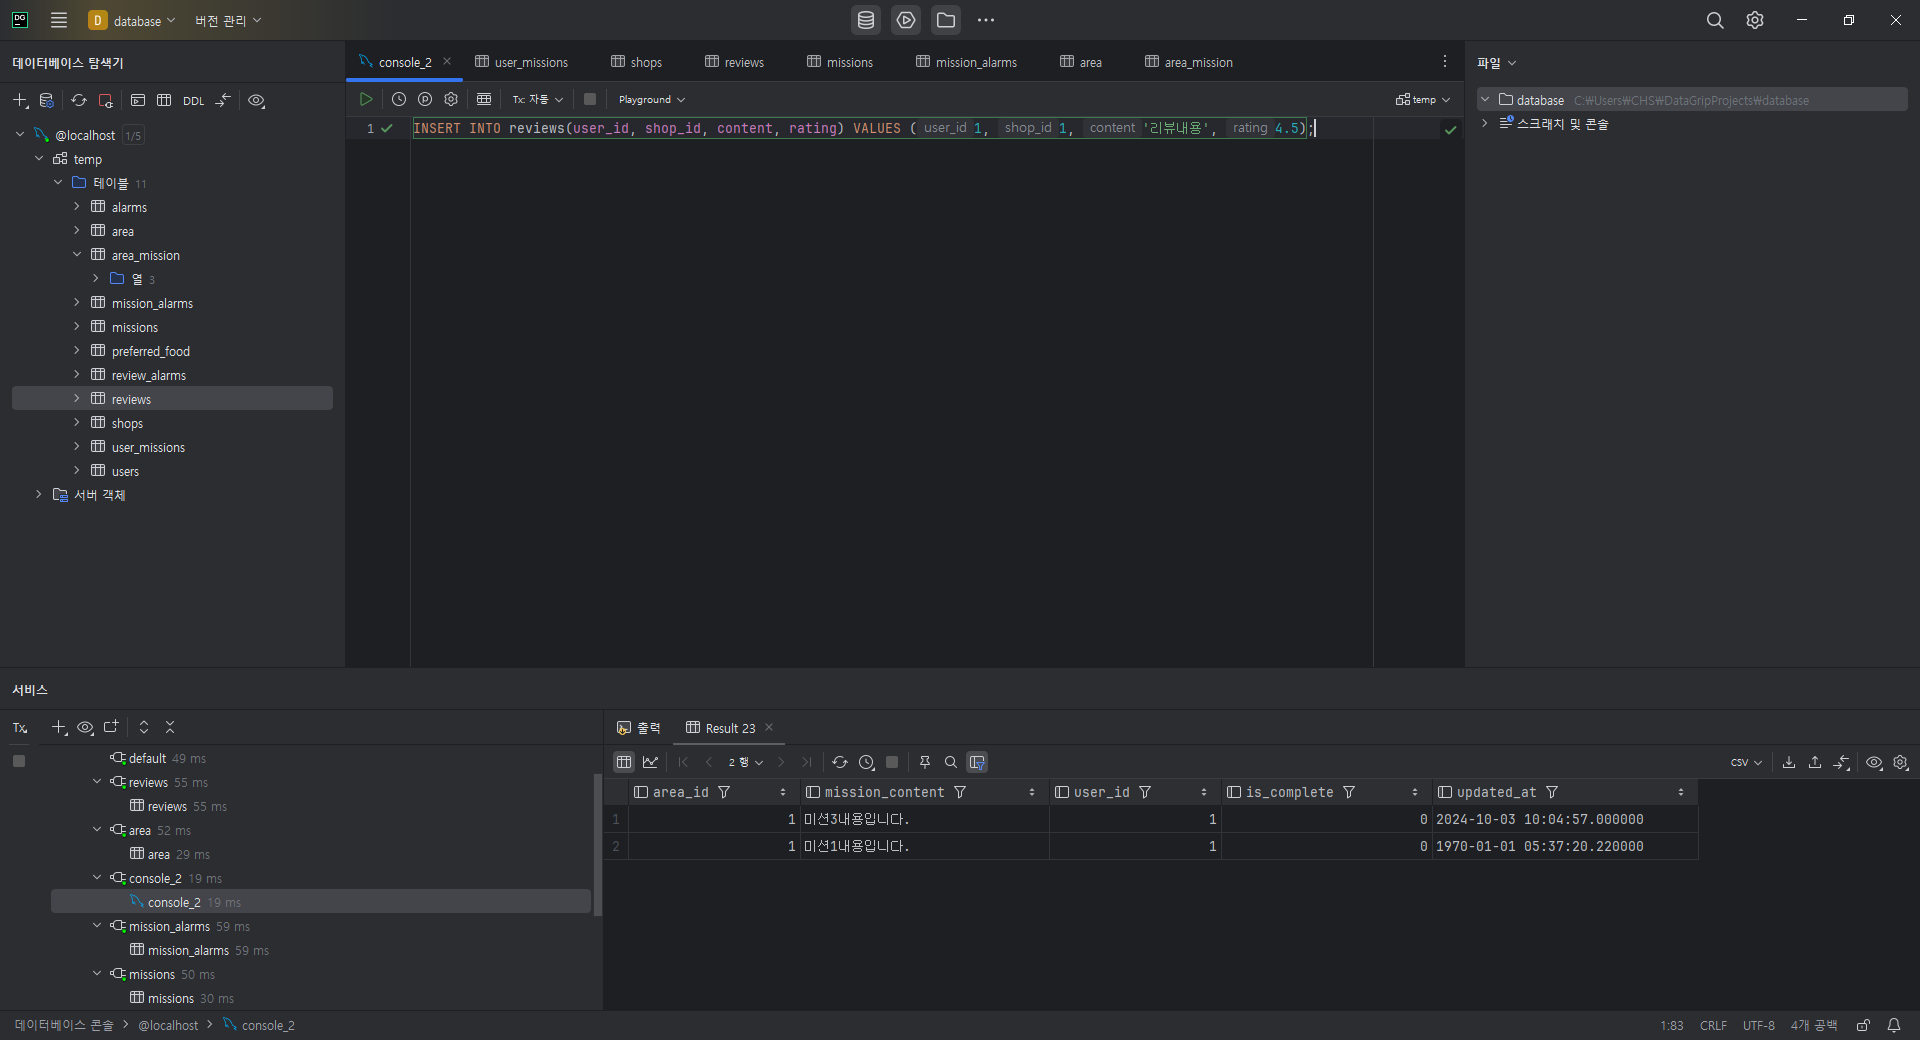 DG
D database 버전 관리
데이터베이스 탐색기
DDL
@localhost 1/5
temp
테이블 11
alarms
area
area_mission
열 3
mission_alarms
missions
preferred_food
review_alarms
reviews
shops
user_missions
users
서버 객체
console_2 user_missions shops reviews missions mission_alarms area area_mission
Tx: 자동 Playground temp
1 INSERT INTO reviews(user_id, shop_id, content, rating) VALUES ( user_id 1, shop_id 1, content '리뷰내용', rating 4.5);
파일
database C:₩Users₩CHS₩DataGripProjects₩database
스크래치 및 콘솔
서비스
Tx
default 49 ms
reviews 55 ms
reviews 55 ms
area 52 ms
area 29 ms
console_2 19 ms
console_2 19 ms
mission_alarms 59 ms
mission_alarms 59 ms
missions 50 ms
missions 30 ms
출력 Result 23
2 행 CSV
area_id mission_content user_id is_complete updated_at
1 1 미션3내용입니다. 1 0 2024-10-03 10:04:57.000000
2 1 미션1내용입니다. 1 0 1970-01-01 05:37:20.220000
데이터베이스 콘솔 @localhost console_2
1:83 CRLF UTF-8 4개 공백